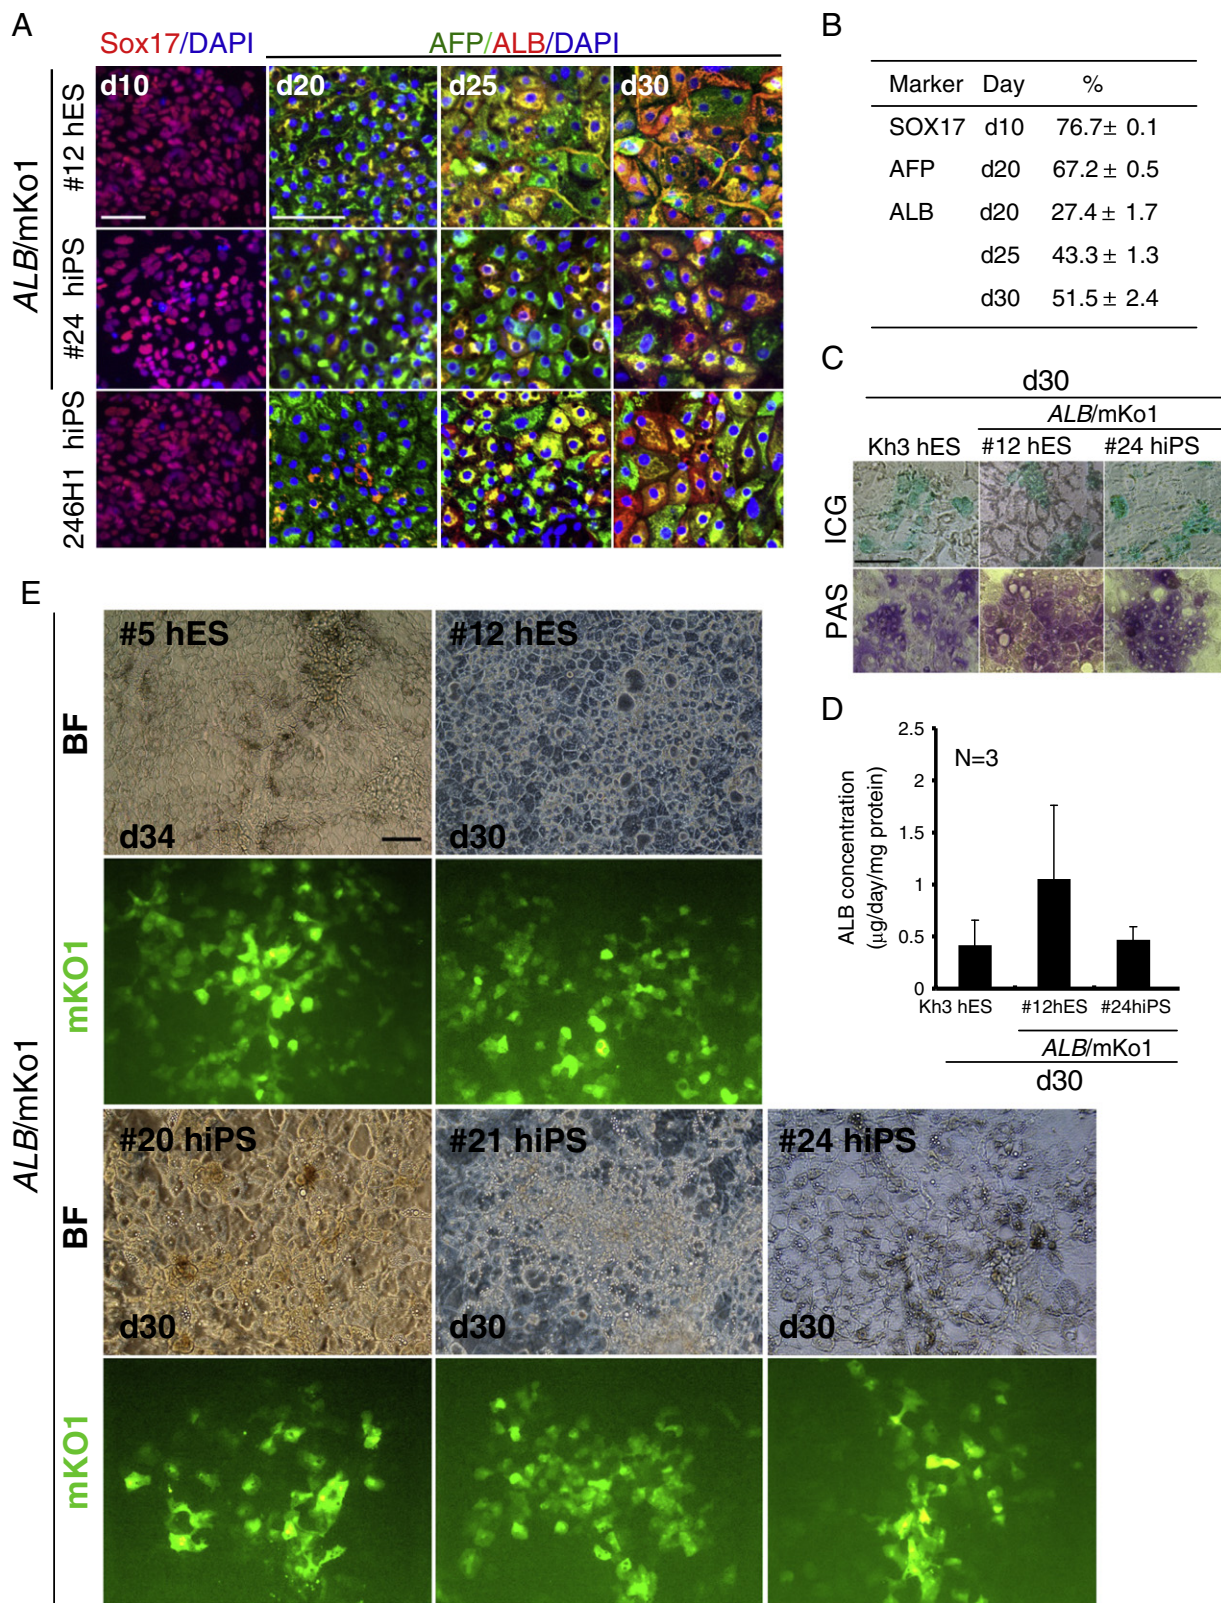 A
Sox17/DAPI
AFP/ALB/DAPI
ALB/mKo1
#12 hES
#24 hiPS
246H1 hiPS
d10
d20
d25
d30
B
Marker Day %
SOX17 d10 76.7± 0.1
AFP d20 67.2 ± 0.5
ALB d20 27.4 ± 1.7
d25 43.3 ± 1.3
d30 51.5 ± 2.4
C
d30
ALB/mKo1
Kh3 hES #12 hES #24 hiPS
ICG
PAS
D
ALB concentration
(µg/day/mg protein)
2.5
2
1.5
1
0.5
0
N=3
Kh3 hES #12hES #24hiPS
ALB/mKo1
d30
E
ALB/mKo1
BF
#5 hES
d34
#12 hES
d30
mKO1
BF
#20 hiPS
d30
#21 hiPS
d30
#24 hiPS
d30
mKO1